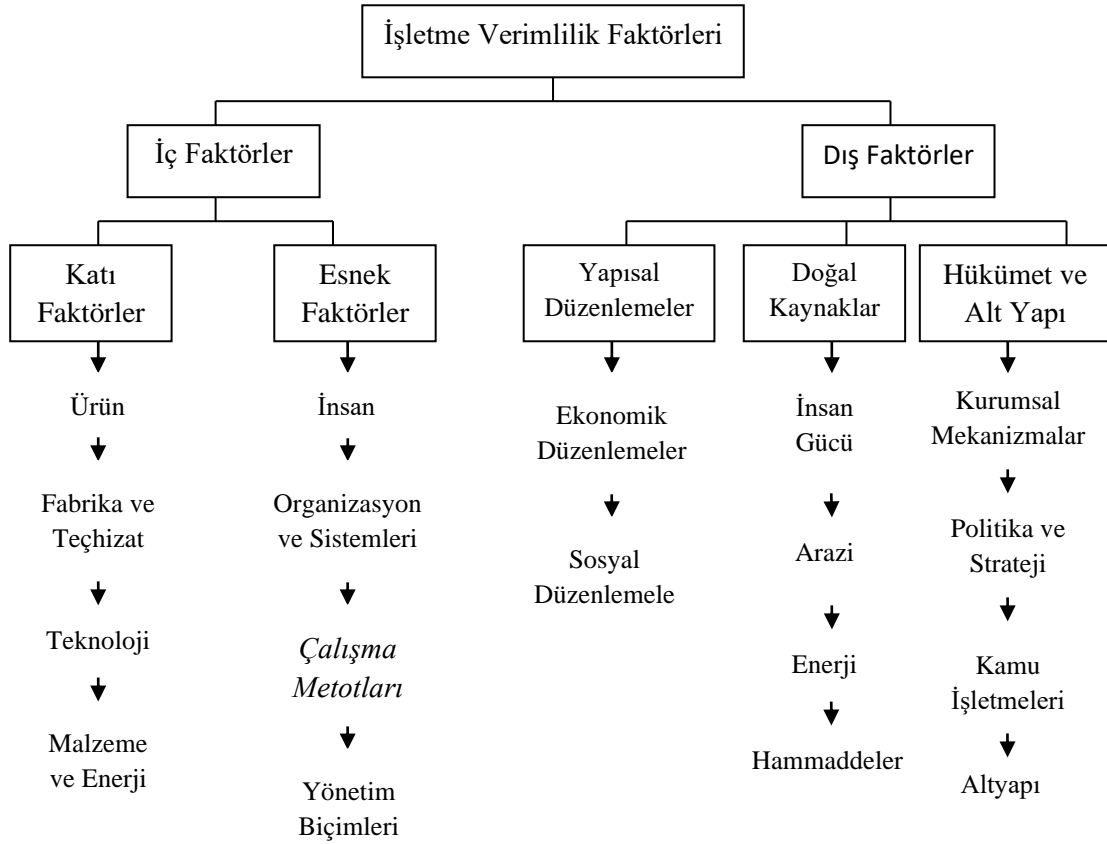 İşletme Verimlilik Faktörleri
İç Faktörler
Dış Faktörler
Katı
Faktörler
Esnek
Faktörler
Yapısal
Düzenlemeler
Doğal
Kaynaklar
Hükümet ve
Alt Yapı
Ürün
Fabrika ve
Teçhizat
Teknoloji
Malzeme
ve Enerji
İnsan
Organizasyon
ve Sistemleri
Çalışma
Metotları
Yönetim
Biçimleri
Ekonomik
Düzenlemeler
Sosyal
Düzenlemele
İnsan
Gücü
Arazi
Enerji
Hammaddeler
Kurumsal
Mekanizmalar
Politika ve
Strateji
Kamu
İşletmeleri
Altyapı